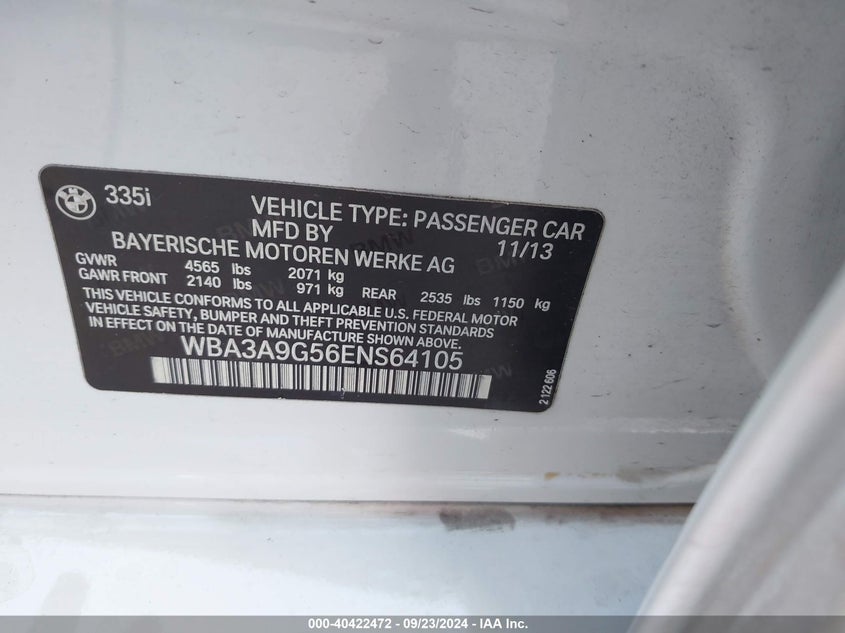 335i
VEHICLE TYPE: PASSENGER CAR
MFD BY 11/13
BAYERISCHE MOTOREN WERKE AG
GVWR 4565 lbs 2071 kg
GAWR FRONT 2140 lbs 971 kg REAR 2535 lbs 1150 kg
THIS VEHICLE CONFORMS TO ALL APPLICABLE U.S. FEDERAL MOTOR
VEHICLE SAFETY, BUMPER AND THEFT PREVENTION STANDARDS
IN EFFECT ON THE DATE OF MANUFACTURE SHOWN ABOVE.
WBA3A9G56ENS64105
2 122 606
000-40422472 - 09/23/2024 - IAA Inc.